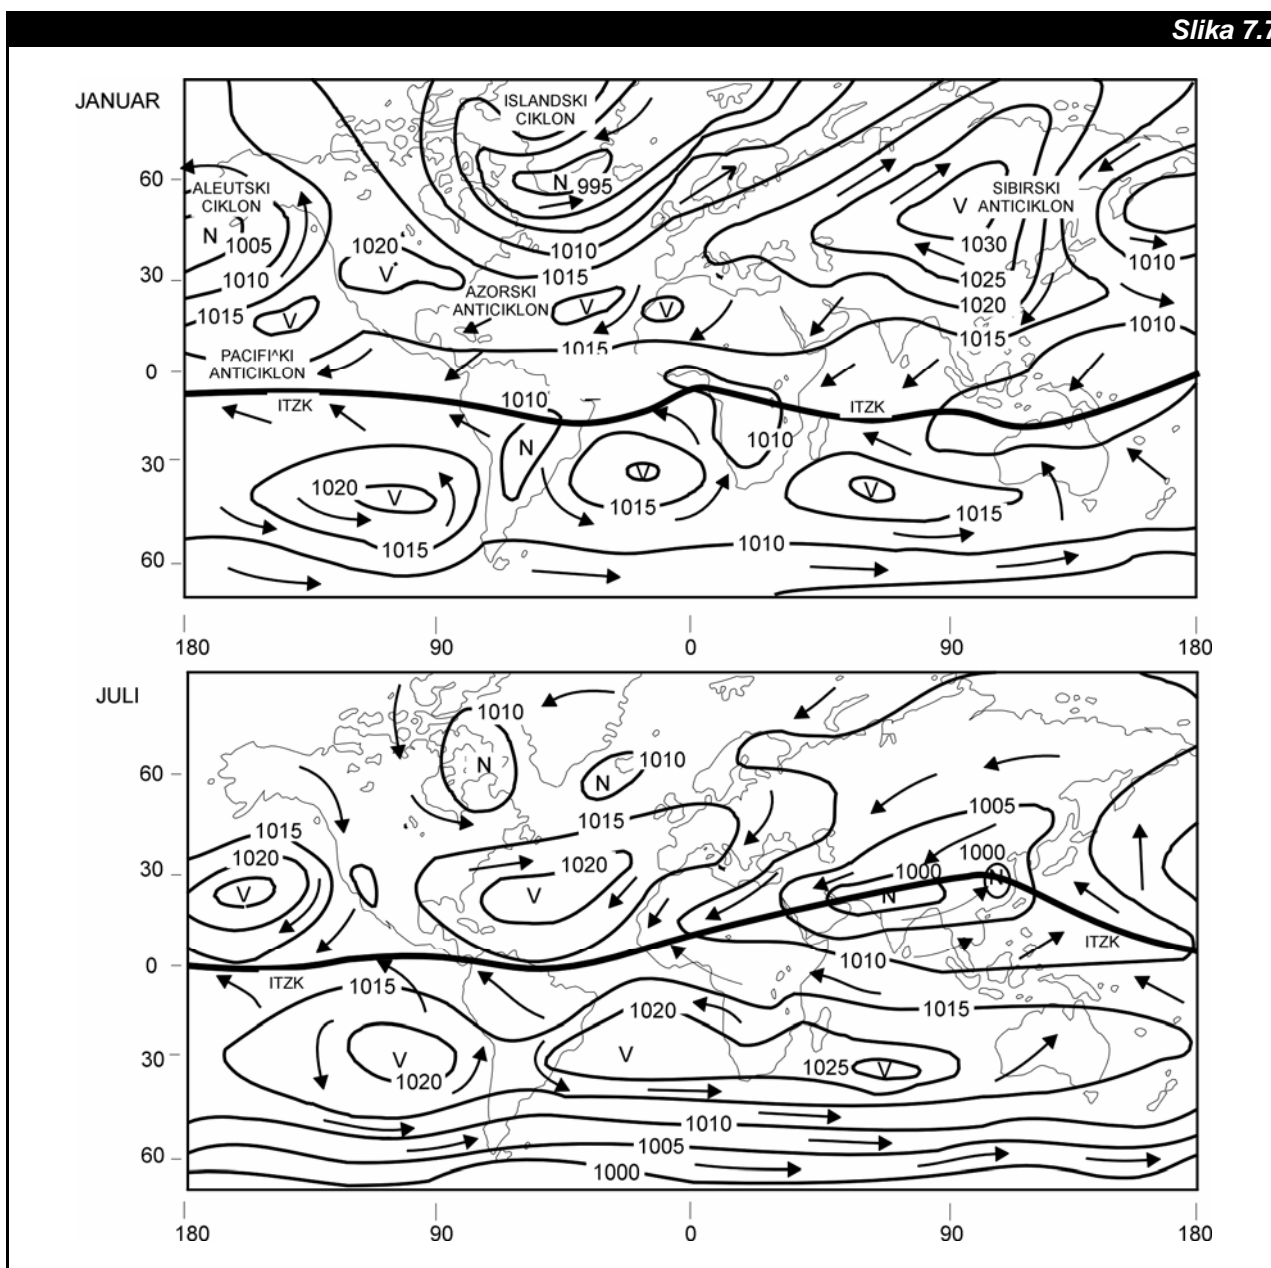 Slika 7.7
JANUAR
ISLANDSKI
CIKLON
60
N 995
ALEUTSKI
CIKLON
V SIBIRSKI
ANTICIKLON
N
1005
1020
1010
1030
30
1010
V
1015
1025
1010
AZORSKI
ANTICIKLON
V
V
1020
1015
V
1015
1010
1015
PACIFI^KI
ANTICIKLON
0
ITZK
1010
ITZK
N
1010
30
V
1020
V
V
1015
1015
1015
1010
60
180
90
0
90
180
JULI
1010
N
1010
N
60
1015
1015
1005
1020
1020
1000
1000
30
V
V
N
N
ITZK
0
1010
ITZK
1015
1020
1015
30
V
V
1025
V
1020
1010
1005
60
1000
180
90
0
90
180